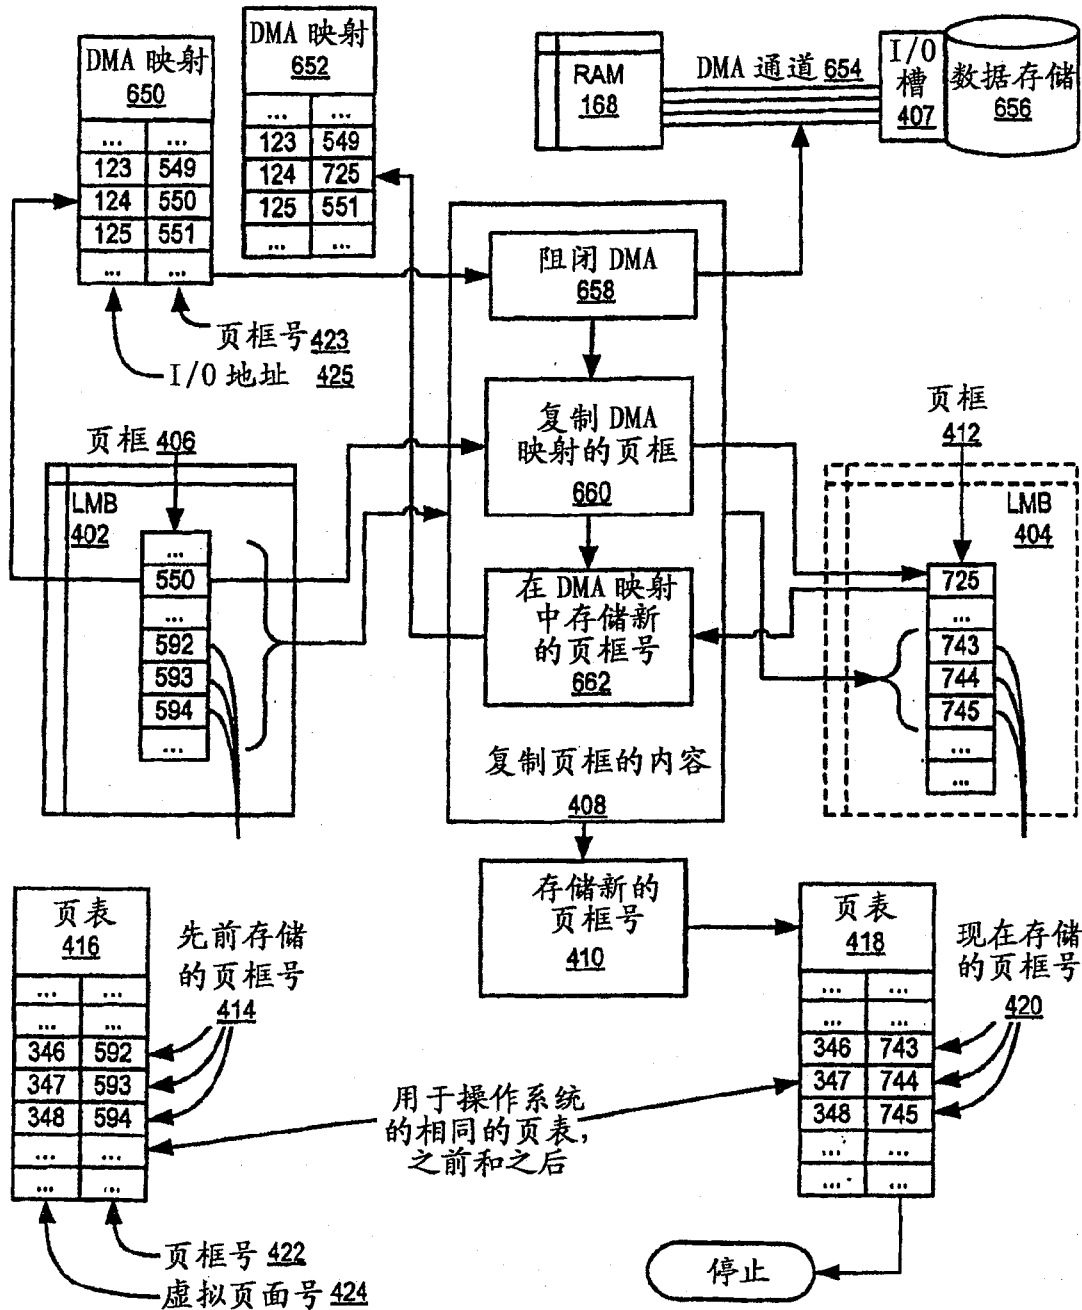 DMA 映射
650
... ...
123 549
124 550
125 551
... ...
DMA 映射
652
... ...
123 549
124 725
125 551
... ...
RAM
168
DMA 通道 654
I/O
槽
407
数据存储
656
页框号 423
I/O 地址 425
阻闭 DMA
658
复制 DMA
映射的页框
660
在 DMA 映射
中存储新
的页框号
662
复制页框的内容
408
页框 406
LMB
402
...
550
...
592
593
594
...
页框
412
LMB
404
725
...
743
744
745
...
...
存储新的
页框号
410
页表
416
... ...
... ...
346 592
347 593
348 594
... ...
... ...
先前存储
的页框号
414
页框号 422
虚拟页面号 424
用于操作系统
的相同的页表,
之前和之后
页表
418
... ...
... ...
346 743
347 744
348 745
... ...
... ...
现在存储
的页框号
420
停止